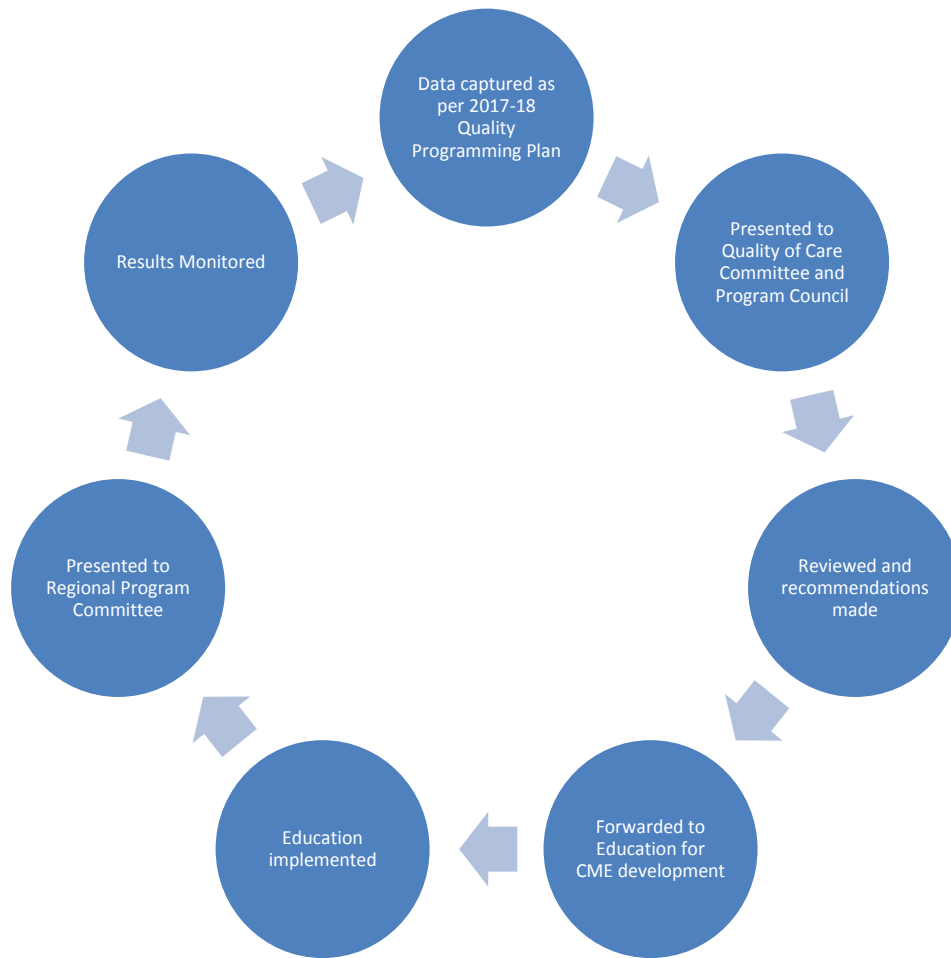 Data captured as
per 2017-18
Quality
Programming Plan
Presented to
Quality of Care
Committee and
Program Council
Reviewed and
recommendations
made
Forwarded to
Education for
CME development
Education
implemented
Presented to
Regional Program
Committee
Results Monitored